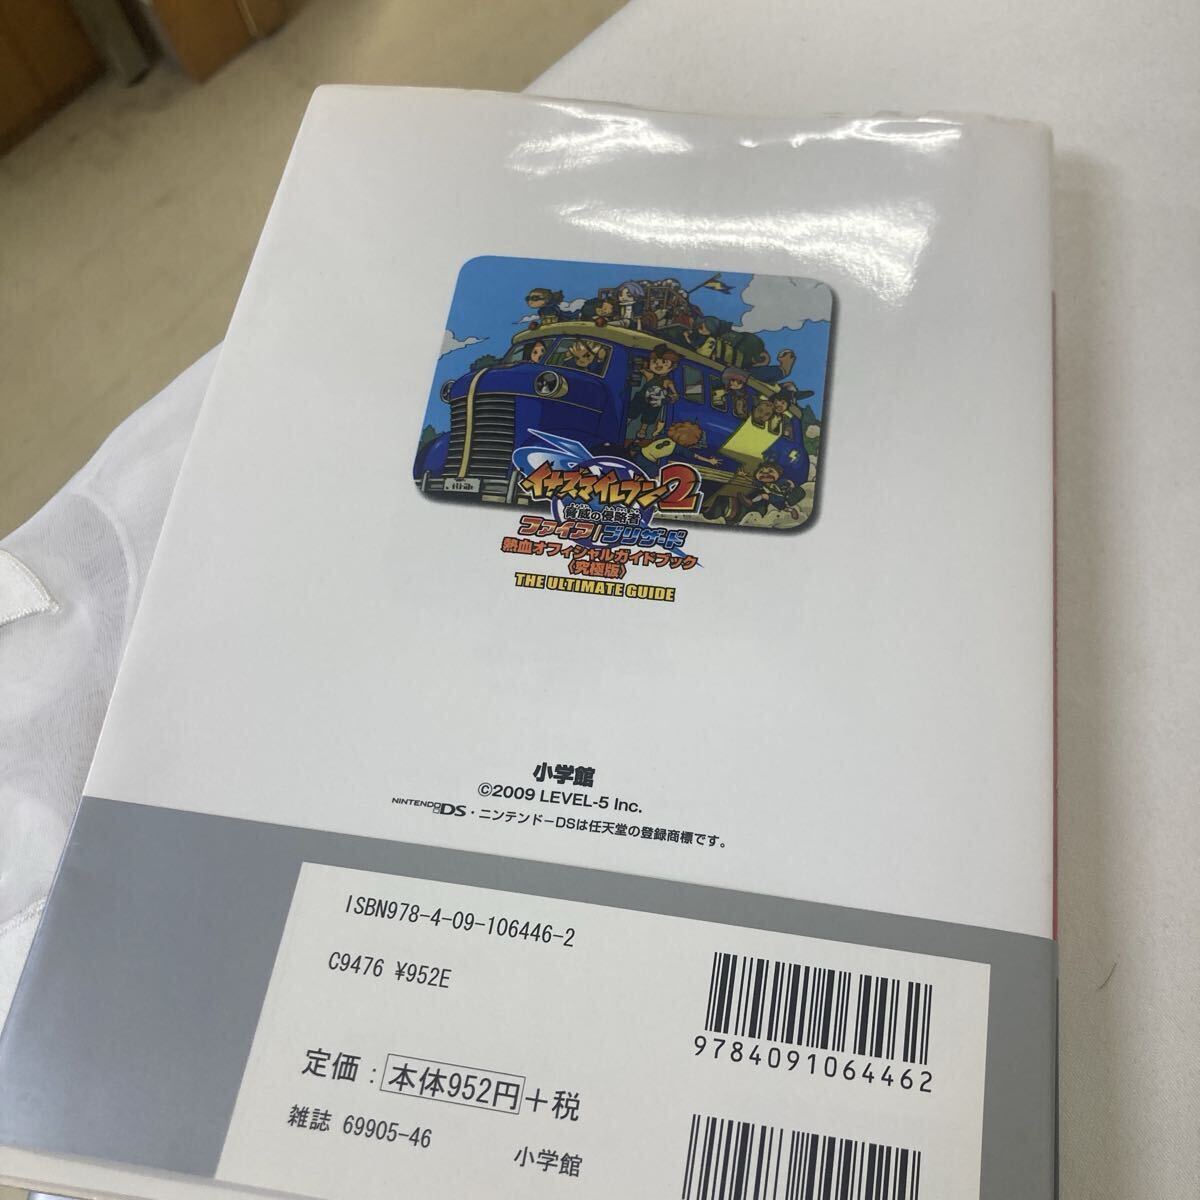 イナズマイレブン2
脅威の侵略者
ファイア/ブリザード
熱血オフィシャルガイドブック
〈究極版〉
THE ULTIMATE GUIDE
小学館
©2009 LEVEL-5 Inc.
NINTENDO DS・ニンテンドーDSは任天堂の登録商標です。
ISBN978-4-09-106446-2
C9476 ¥952E
9784091064462
定価:本体952円+税
雑誌 69905-46
小学館